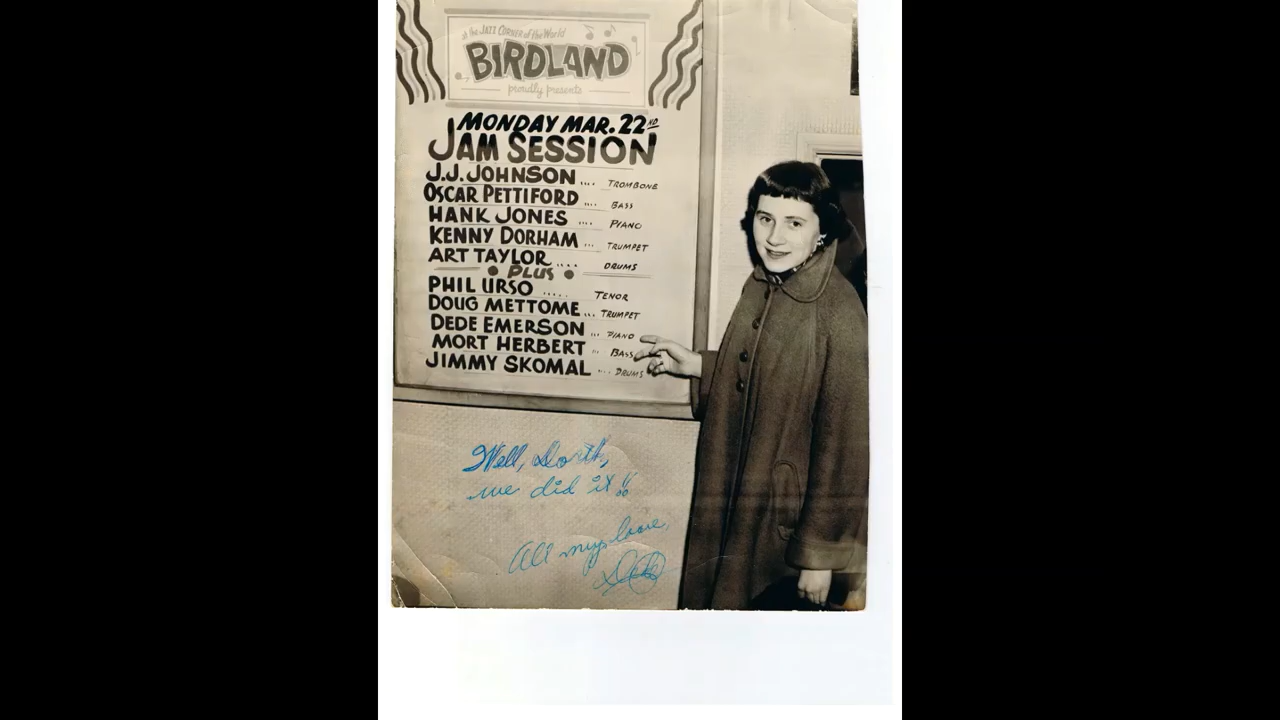 at the JAZZ CORNER of the World
BIRDLAND
proudly presents
MONDAY MAR. 22ND
JAM SESSION
J.J. JOHNSON .... TROMBONE
OSCAR PETTIFORD .... BASS
HANK JONES .... PIANO
KENNY DORHAM ... TRUMPET
ART TAYLOR .... DRUMS
• PLUS •
PHIL URSO ..... TENOR
DOUG METTOME ... TRUMPET
DEDE EMERSON ... PIANO
MORT HERBERT ... BASS
JIMMY SKOMAL .... DRUMS
Well, Dorth,
we did it!!
All my love,